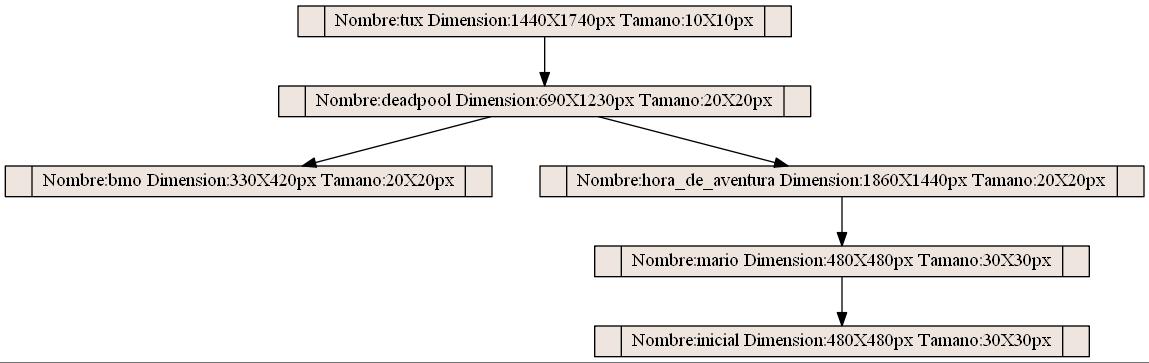 Nombre:tux Dimension:1440X1740px Tamano:10X10px
Nombre:deadpool Dimension:690X1230px Tamano:20X20px
Nombre:bmo Dimension:330X420px Tamano:20X20px
Nombre:hora_de_aventura Dimension:1860X1440px Tamano:20X20px
Nombre:mario Dimension:480X480px Tamano:30X30px
Nombre:inicial Dimension:480X480px Tamano:30X30px